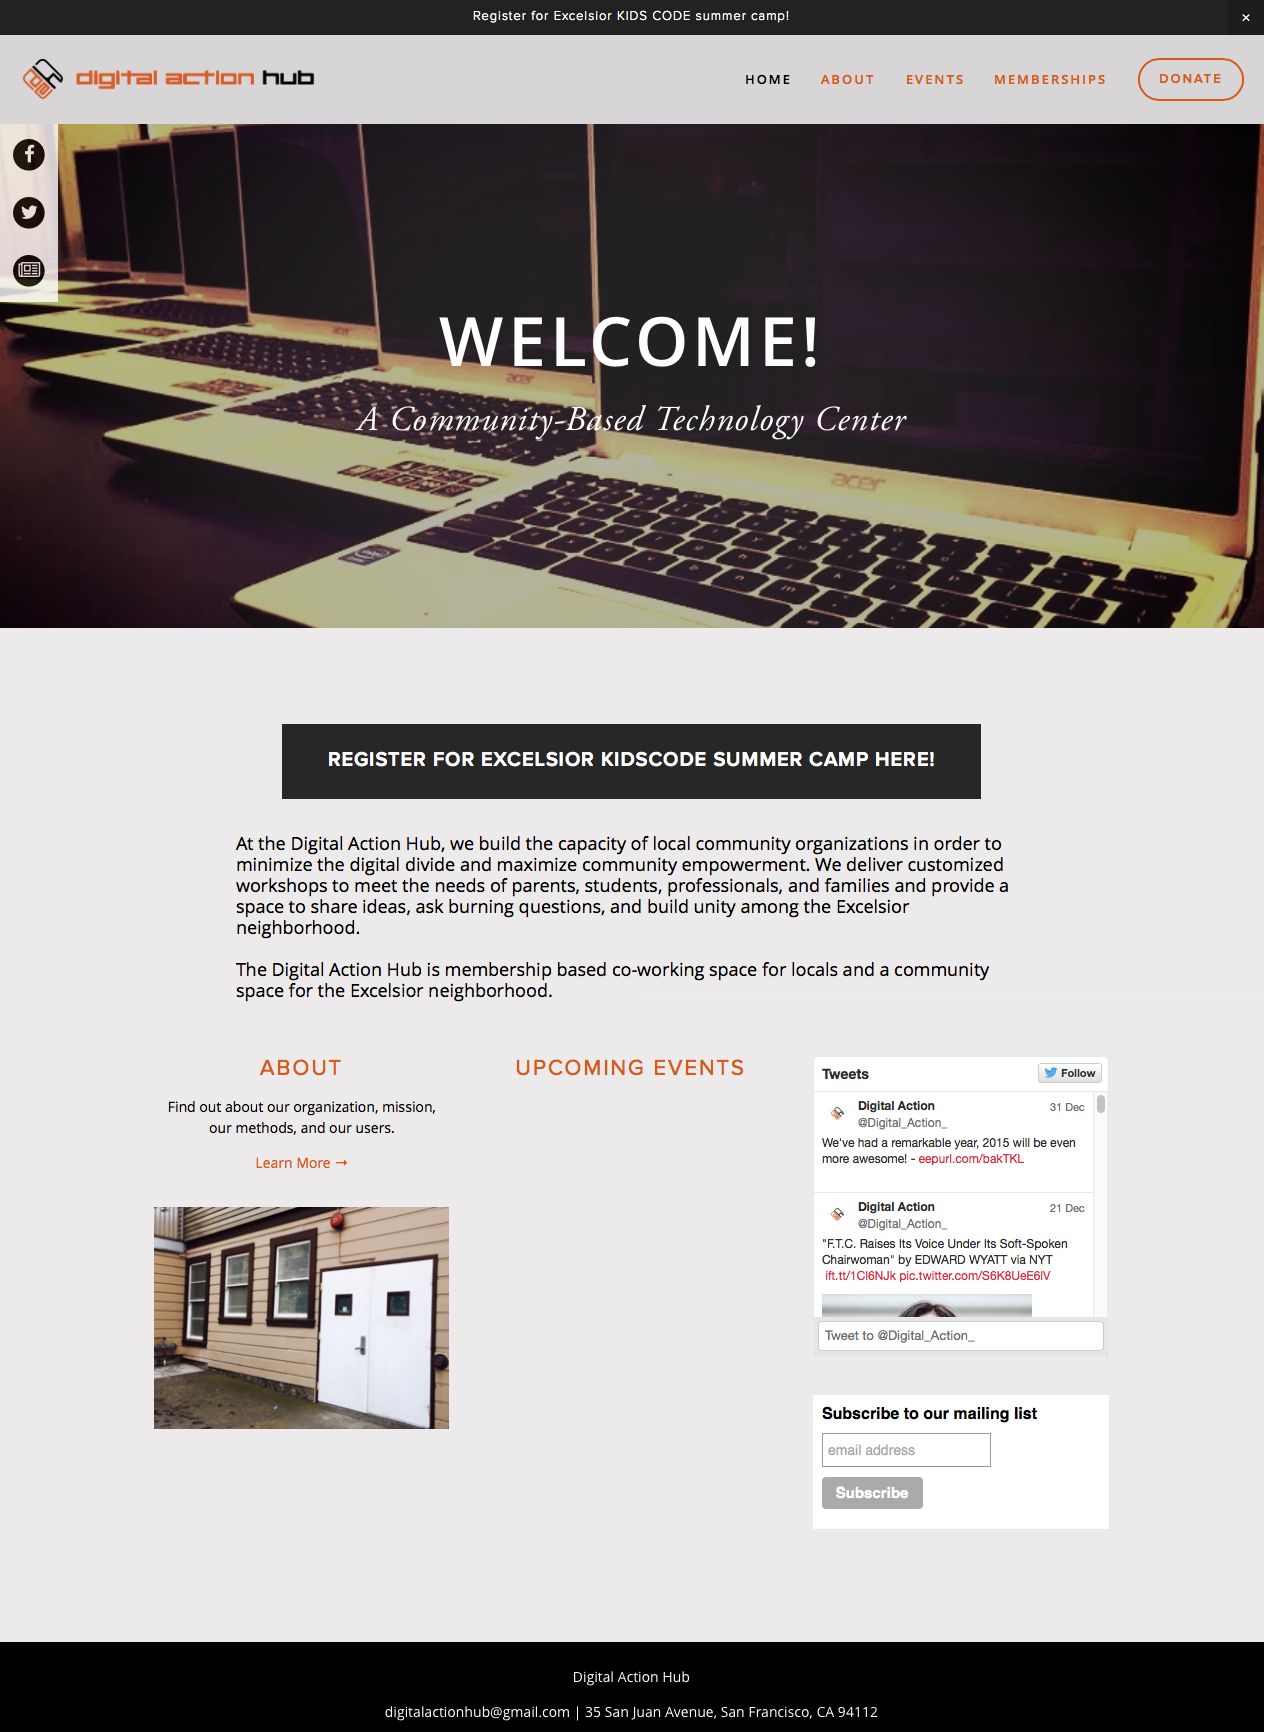 Register for Excelsior KIDS CODE summer camp!
×
digital action hub
HOME ABOUT EVENTS MEMBERSHIPS DONATE
WELCOME!
acer
A Community-Based Technology Center
acer
REGISTER FOR EXCELSIOR KIDSCODE SUMMER CAMP HERE!
At the Digital Action Hub, we build the capacity of local community organizations in order to
minimize the digital divide and maximize community empowerment. We deliver customized
workshops to meet the needs of parents, students, professionals, and families and provide a
space to share ideas, ask burning questions, and build unity among the Excelsior
neighborhood.
The Digital Action Hub is membership based co-working space for locals and a community
space for the Excelsior neighborhood.
ABOUT
Find out about our organization, mission,
our methods, and our users.
Learn More →
UPCOMING EVENTS
Tweets
Follow
Digital Action 31 Dec
@Digital_Action_
We've had a remarkable year, 2015 will be even
more awesome! - eepurl.com/bakTKL
Digital Action 21 Dec
@Digital_Action_
"F.T.C. Raises Its Voice Under Its Soft-Spoken
Chairwoman" by EDWARD WYATT via NYT
ift.tt/1Cl6NJk pic.twitter.com/S6K8UeE6lV
Tweet to @Digital_Action_
Subscribe to our mailing list
email address
Subscribe
Digital Action Hub
digitalactionhub@gmail.com | 35 San Juan Avenue, San Francisco, CA 94112